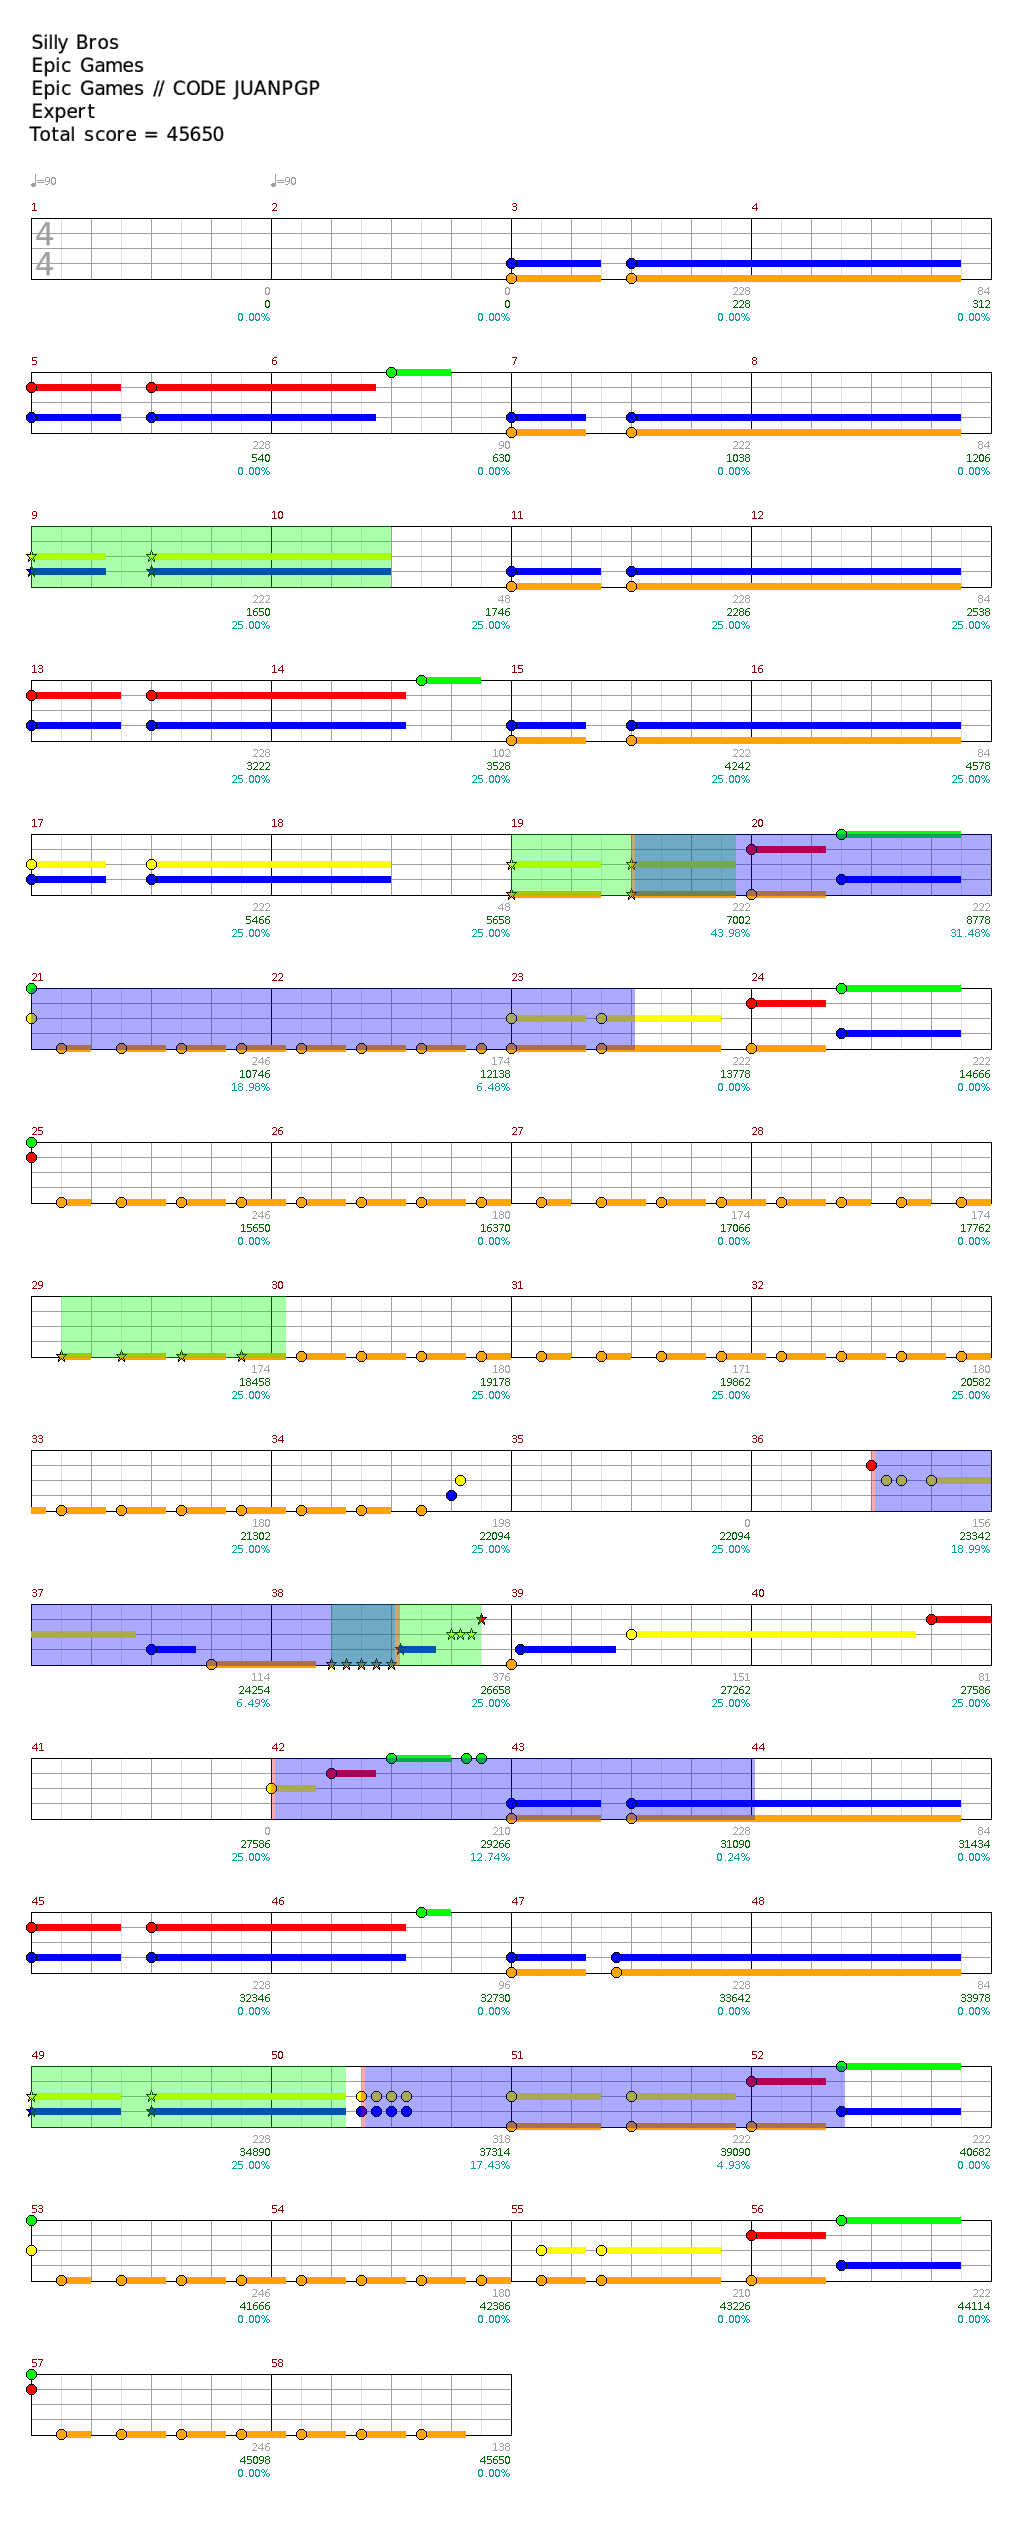 Silly Bros
Epic Games
Epic Games // CODE JUANPGP
Expert
Total score = 45650
♩=90 ♩=90
1 2 3 4
4
4
0 0 228 84
0 0 228 312
0.00% 0.00% 0.00% 0.00%
5 6 7 8
228 90 222 84
540 630 1038 1206
0.00% 0.00% 0.00% 0.00%
9 10 11 12
222 48 228 84
1650 1746 2286 2538
25.00% 25.00% 25.00% 25.00%
13 14 15 16
228 102 222 84
3222 3528 4242 4578
25.00% 25.00% 25.00% 25.00%
17 18 19 20
222 48 222 222
5466 5658 7002 8778
25.00% 25.00% 43.98% 31.48%
21 22 23 24
246 174 222 222
10746 12138 13778 14666
18.98% 6.48% 0.00% 0.00%
25 26 27 28
246 180 174 174
15650 16370 17066 17762
0.00% 0.00% 0.00% 0.00%
29 30 31 32
174 180 171 180
18458 19178 19862 20582
25.00% 25.00% 25.00% 25.00%
33 34 35 36
180 198 0 156
21302 22094 22094 23342
25.00% 25.00% 25.00% 18.99%
37 38 39 40
114 376 151 81
24254 26658 27262 27586
6.49% 25.00% 25.00% 25.00%
41 42 43 44
0 210 228 84
27586 29266 31090 31434
25.00% 12.74% 0.24% 0.00%
45 46 47 48
228 96 228 84
32346 32730 33642 33978
0.00% 0.00% 0.00% 0.00%
49 50 51 52
228 318 222 222
34890 37314 39090 40682
25.00% 17.43% 4.93% 0.00%
53 54 55 56
246 180 210 222
41666 42386 43226 44114
0.00% 0.00% 0.00% 0.00%
57 58
246 138
45098 45650
0.00% 0.00%